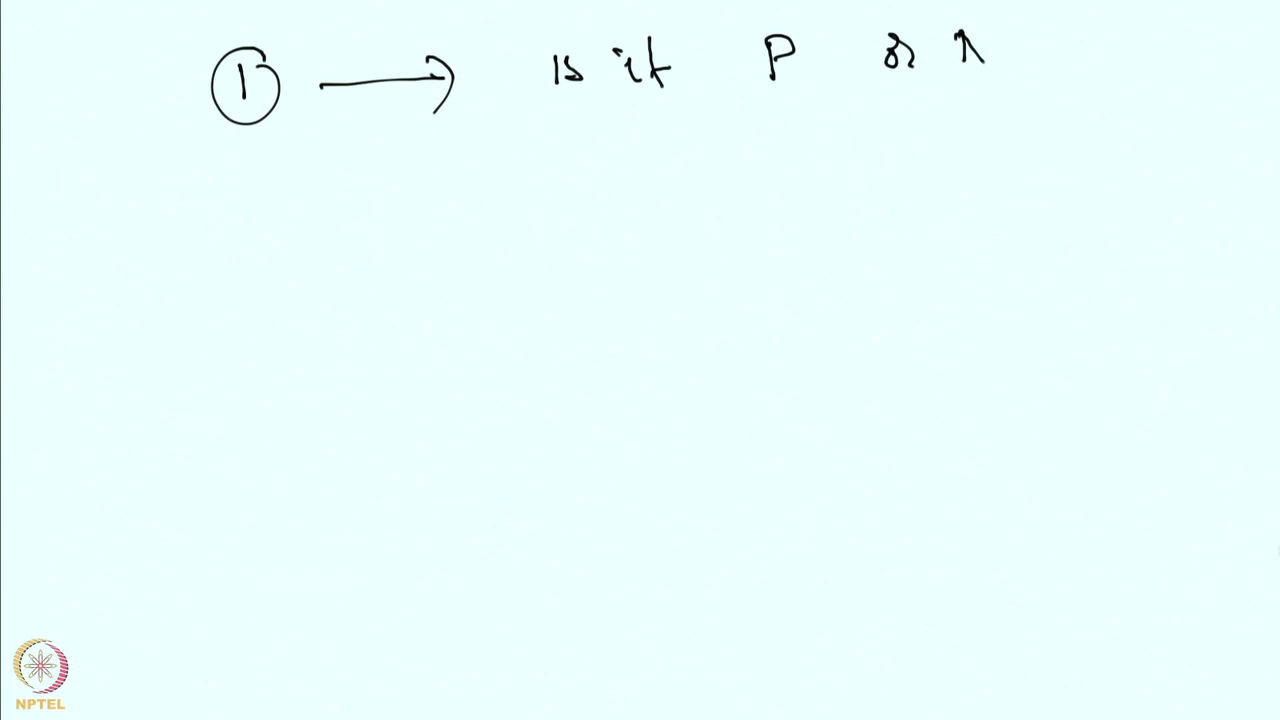 ① → is it P or
NPTEL